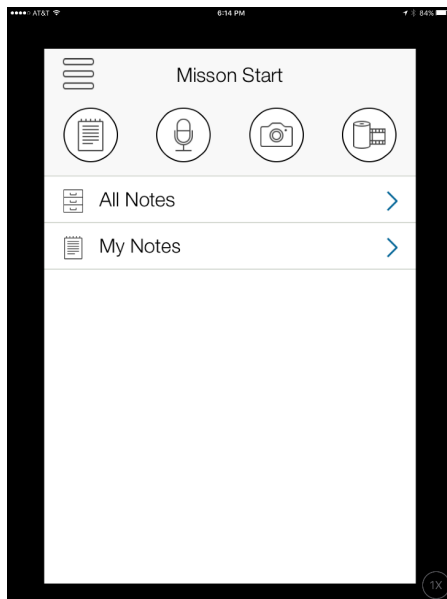 AT&T 6:14 PM 84%
Misson Start
All Notes
My Notes
1X